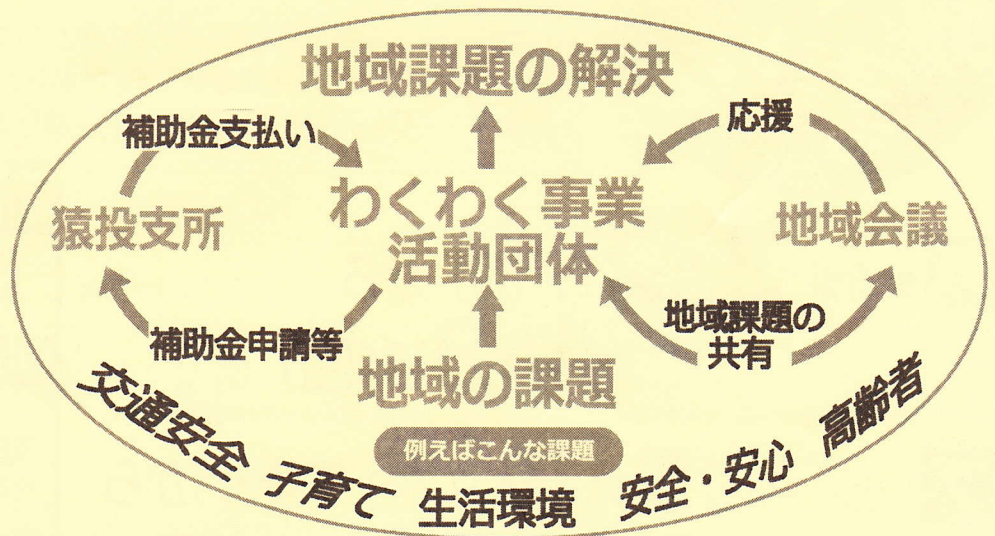 地域課題の解決
補助金支払い
応援
猿投支所
わくわく事業
活動団体
地域会議
補助金申請等
地域課題の
共有
地域の課題
例えばこんな課題
交通安全
子育て
生活環境
安全・安心
高齢者